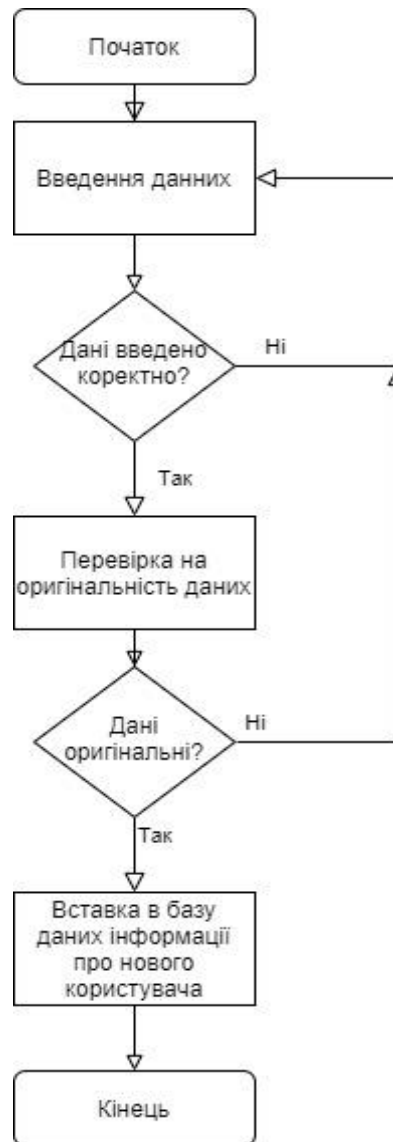 Початок
Введення данних
Дані введено
коректно?
Ні
Так
Перевірка на
оригінальність даних
Дані
оригінальні?
Ні
Так
Вставка в базу
даних інформації
про нового
користувача
Кінець